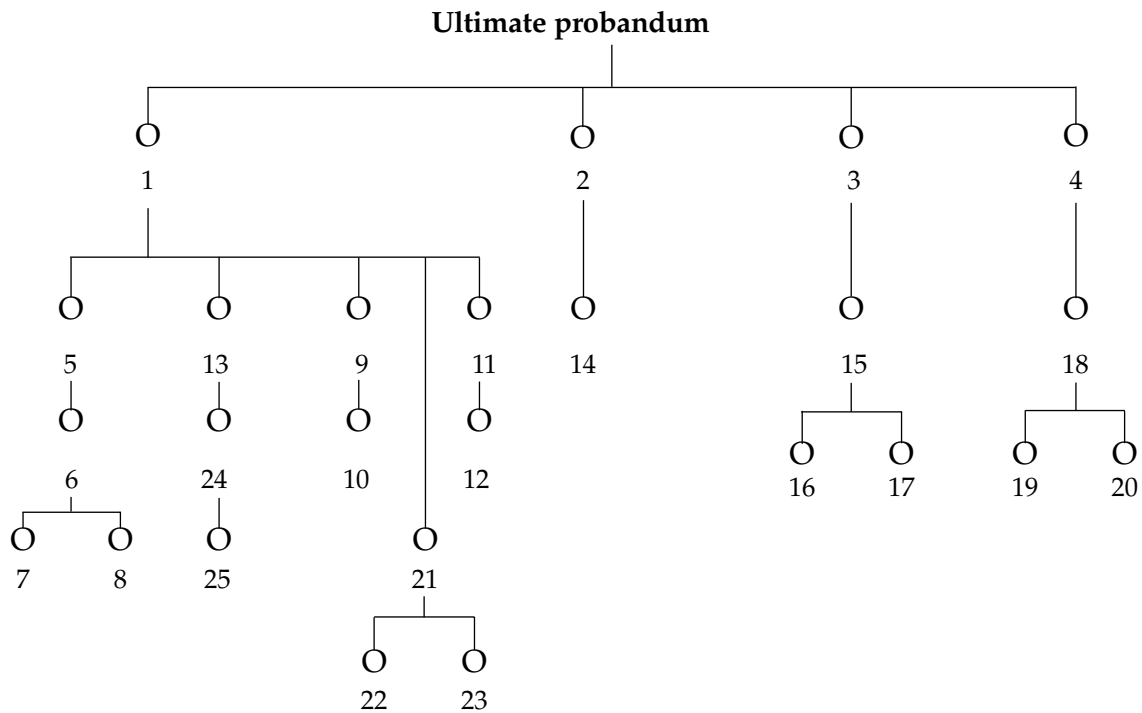 Ultimate probandum
O O O O
1 2 3 4
O O O O O O O
5 13 9 11 14 15 18
O O O O
O O O O
6 24 10 12 16 17 19 20
O O O O
7 8 25 21
O O
22 23